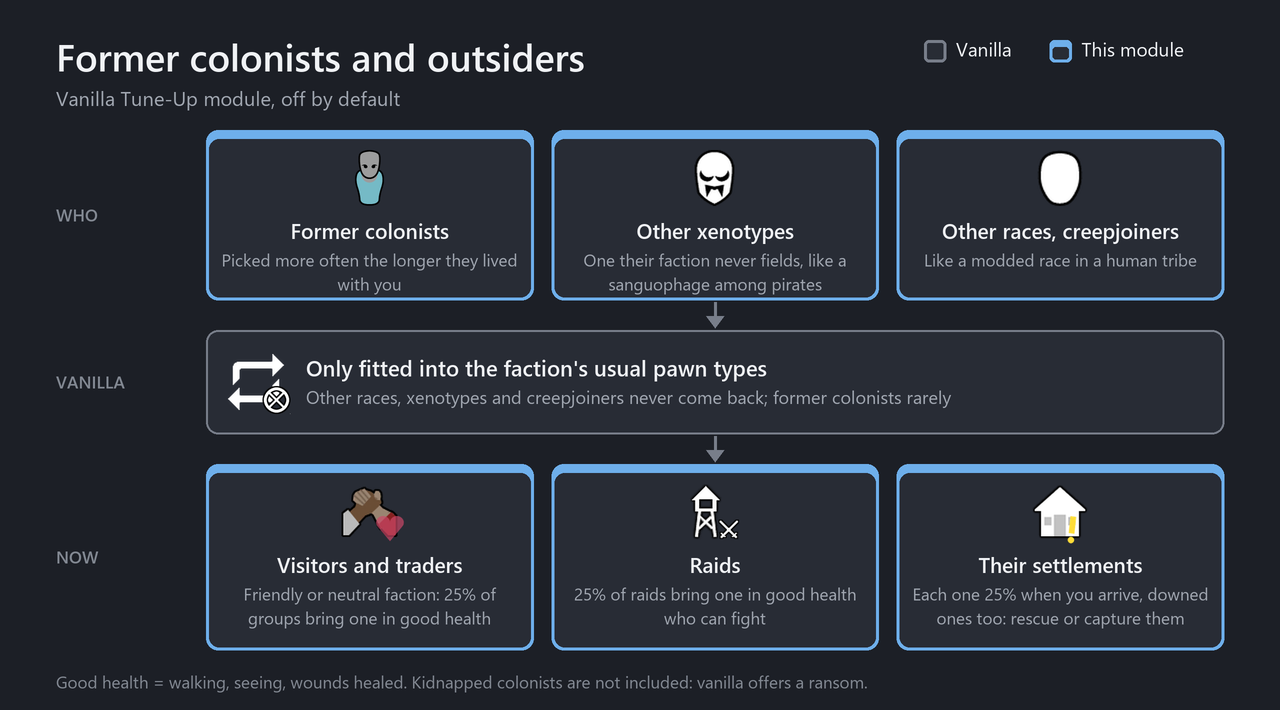 Former colonists and outsiders
Vanilla
This module
Vanilla Tune-Up module, off by default
WHO
Former colonists
Picked more often the longer they lived
with you
Other xenotypes
One their faction never fields, like a
sanguophage among pirates
Other races, creepjoiners
Like a modded race in a human tribe
VANILLA
Only fitted into the faction's usual pawn types
Other races, xenotypes and creepjoiners never come back; former colonists rarely
NOW
Visitors and traders
Friendly or neutral faction: 25% of
groups bring one in good health
Raids
25% of raids bring one in good health
who can fight
Their settlements
Each one 25% when you arrive, downed
ones too: rescue or capture them
Good health = walking, seeing, wounds healed. Kidnapped colonists are not included: vanilla offers a ransom.